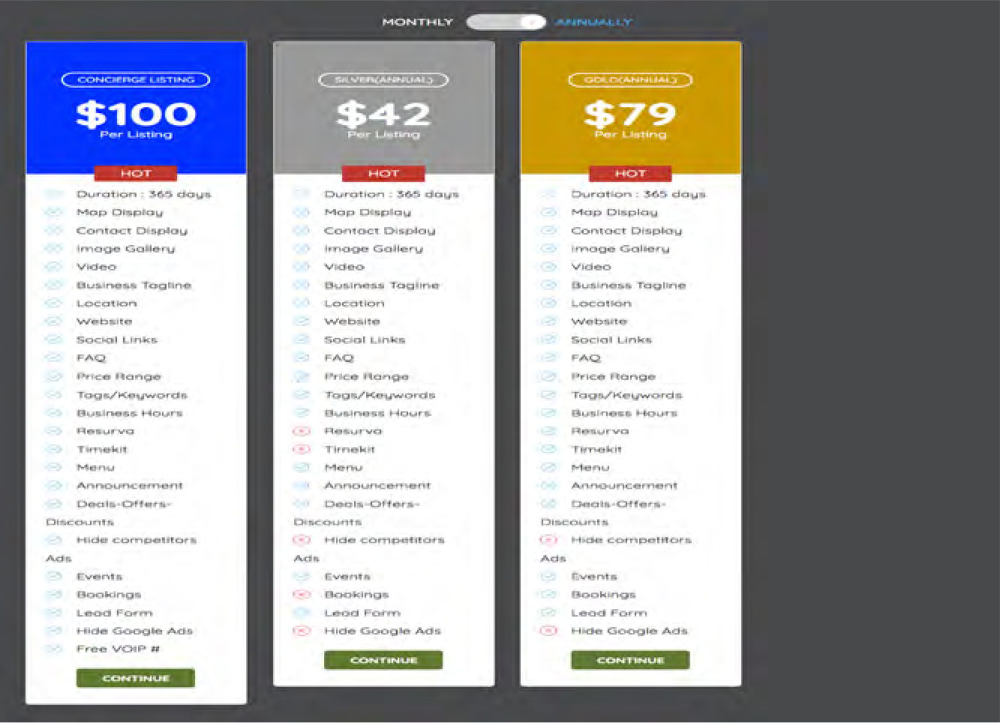 MONTHLY ANNUALLY
CONCIERGE LISTING
$100
Per Listing
HOT
Duration : 365 days
Map Display
Contact Display
Image Gallery
Video
Business Tagline
Location
Website
Social Links
FAQ
Price Range
Tags/Keywords
Business Hours
Resurva
Timekit
Menu
Announcement
Deals-Offers-
Discounts
Hide competitors
Ads
Events
Bookings
Lead Form
Hide Google Ads
Free VOIP #
CONTINUE
SILVER(ANNUAL)
$42
Per Listing
HOT
Duration : 365 days
Map Display
Contact Display
Image Gallery
Video
Business Tagline
Location
Website
Social Links
FAQ
Price Range
Tags/Keywords
Business Hours
Resurva
Timekit
Menu
Announcement
Deals-Offers-
Discounts
Hide competitors
Ads
Events
Bookings
Lead Form
Hide Google Ads
CONTINUE
GOLD(ANNUAL)
$79
Per Listing
HOT
Duration : 365 days
Map Display
Contact Display
Image Gallery
Video
Business Tagline
Location
Website
Social Links
FAQ
Price Range
Tags/Keywords
Business Hours
Resurva
Timekit
Menu
Announcement
Deals-Offers-
Discounts
Hide competitors
Ads
Events
Bookings
Lead Form
Hide Google Ads
CONTINUE